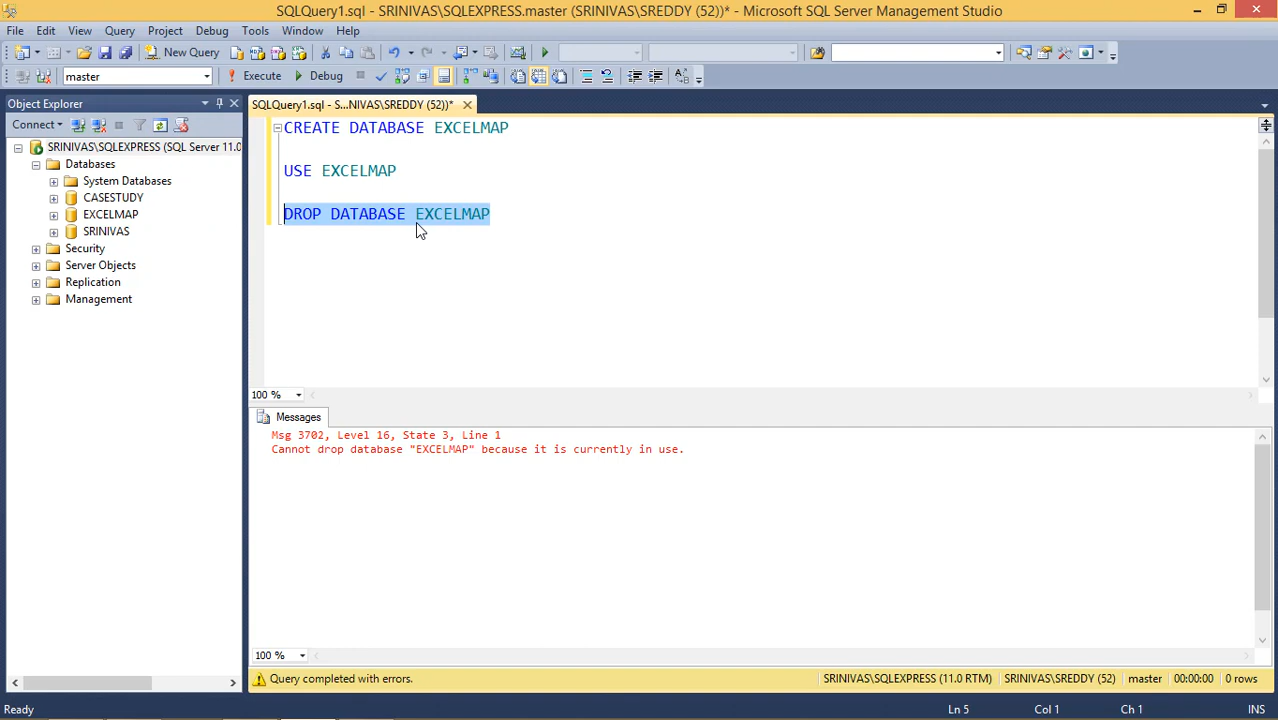 SQLQuery1.sql - SRINIVAS\SQLEXPRESS.master (SRINIVAS\SREDDY (52))* - Microsoft SQL Server Management Studio
File Edit View Query Project Debug Tools Window Help
New Query
master Execute Debug
Object Explorer
SQLQuery1.sql - S...NIVAS\SREDDY (52))*
Connect
SRINIVAS\SQLEXPRESS (SQL Server 11.0
Databases
System Databases
CASESTUDY
EXCELMAP
SRINIVAS
Security
Server Objects
Replication
Management
CREATE DATABASE EXCELMAP
USE EXCELMAP
DROP DATABASE EXCELMAP
100 %
Messages
Msg 3702, Level 16, State 3, Line 1
Cannot drop database "EXCELMAP" because it is currently in use.
100 %
Query completed with errors. SRINIVAS\SQLEXPRESS (11.0 RTM) SRINIVAS\SREDDY (52) master 00:00:00 0 rows
Ready Ln 5 Col 1 Ch 1 INS